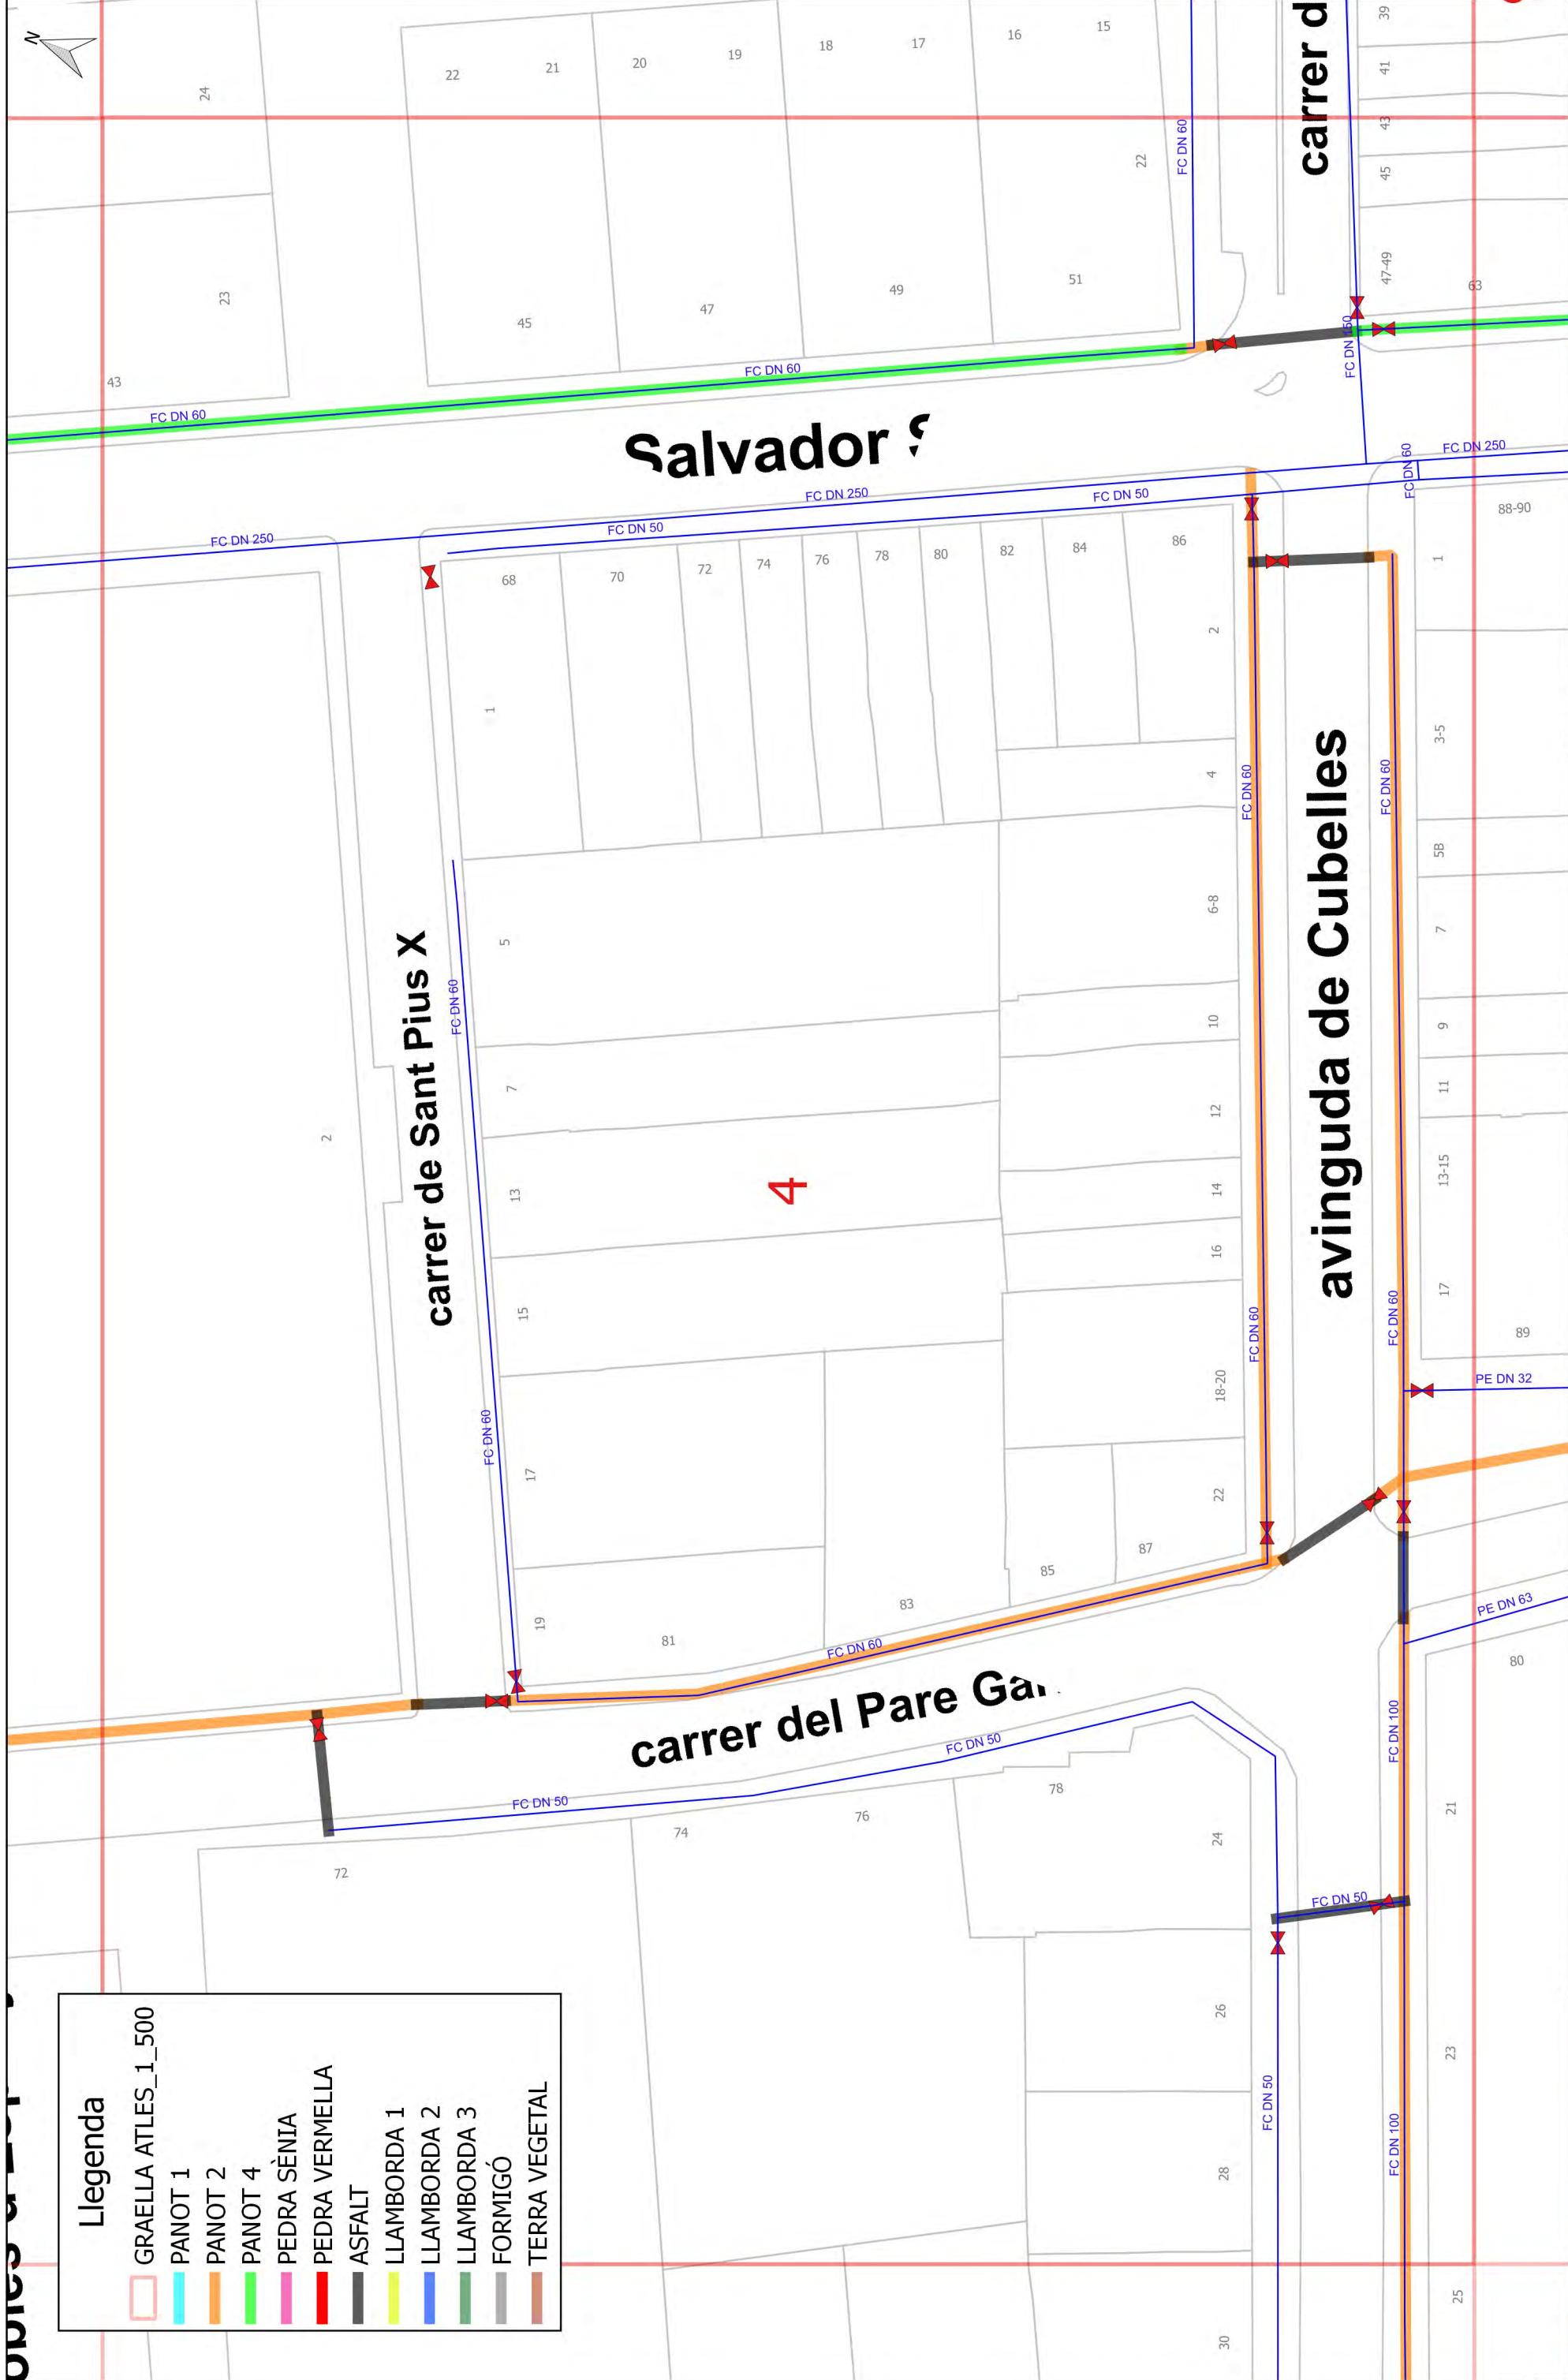 N
24
22
21
20
19
18
17
16
15
carrer d
39
41
43
45
47-49
63
FC DN 60
22
23
43
45
47
49
51
FC DN 150
FC DN 60
FC DN 60
Salvador S
FC DN 250
FC DN 250
FC DN 50
FC DN 50
FC DN 60
FC DN 250
88-90
68
70
72
74
76
78
80
82
84
86
1
2
1
4
3-5
5B
6-8
7
9
10
11
12
13-15
14
16
17
18-20
22
89
FC DN 60
FC DN 60
avinguda de Cubelles
FC DN 60
FC DN 60
carrer de Sant Pius X
2
FC DN 60
FC DN 60
5
7
13
15
17
19
4
81
83
85
87
PE DN 32
PE DN 63
80
FC DN 60
carrer del Pare Gar
FC DN 50
FC DN 50
72
74
76
78
24
26
28
30
FC DN 50
FC DN 50
FC DN 100
FC DN 100
21
23
25
Llegenda
GRAELLA ATLES_1_500
PANOT 1
PANOT 2
PANOT 4
PEDRA SÈNIA
PEDRA VERMELLA
ASFALT
LLAMBORDA 1
LLAMBORDA 2
LLAMBORDA 3
FORMIGÓ
TERRA VEGETAL